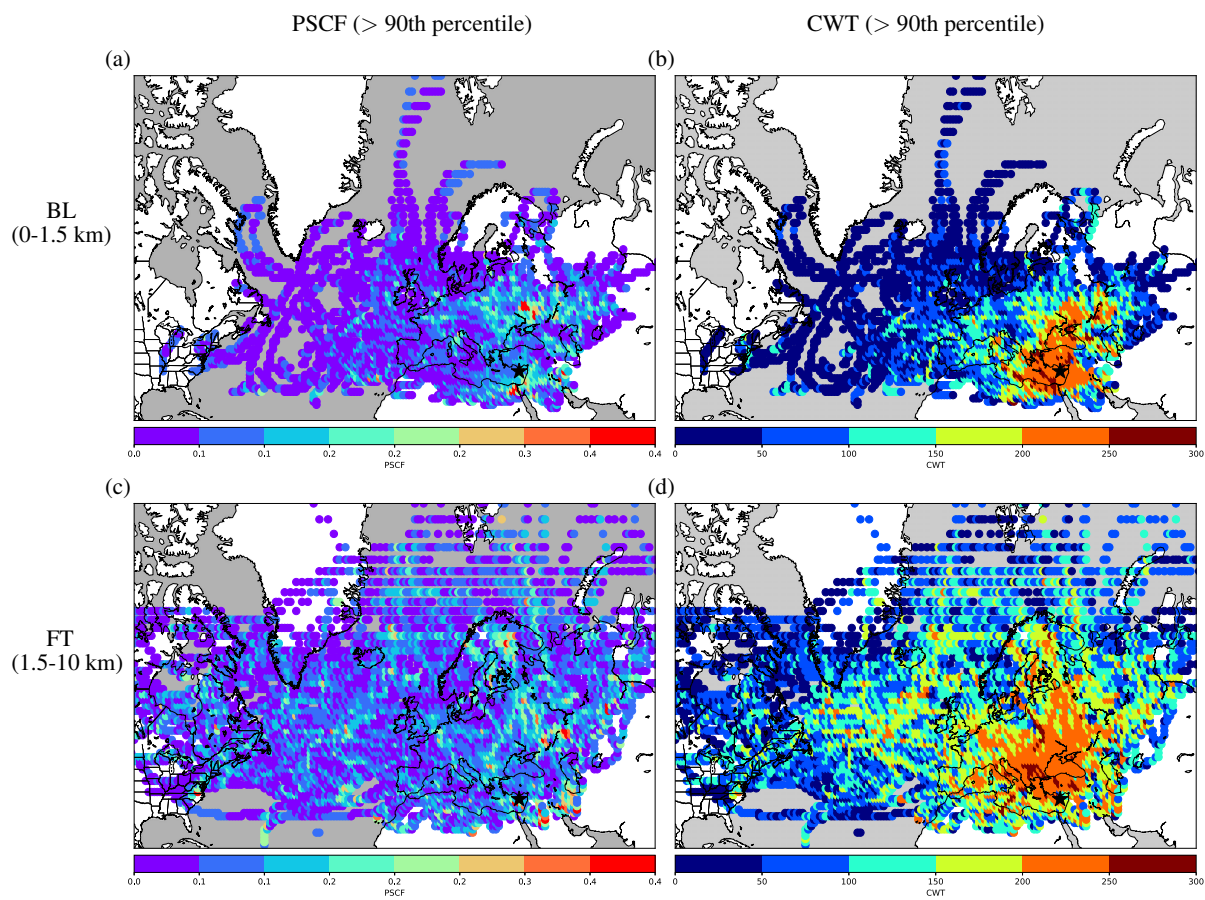 PSCF (> 90th percentile)
CWT (> 90th percentile)
(a)
(b)
BL
(0-1.5 km)
0.0 0.1 0.1 0.2 0.2 0.2 0.3 0.4 0.4
PSCF
0 50 100 150 200 250 300
CWT
(c)
(d)
FT
(1.5-10 km)
0.0 0.1 0.1 0.2 0.2 0.2 0.3 0.4 0.4
PSCF
0 50 100 150 200 250 300
CWT